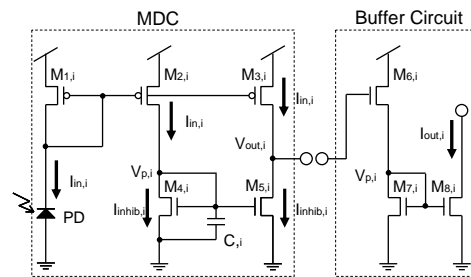 MDC
Buffer Circuit
M1,i
M2,i
M3,i
M6,i
Iin,i
Iin,i
Iout,i
Vout,i
Iin,i
Vp,i
Vp,i
M4,i
M5,i
M7,i
M8,i
PD
Iinhib,i
Iinhib,i
C,i